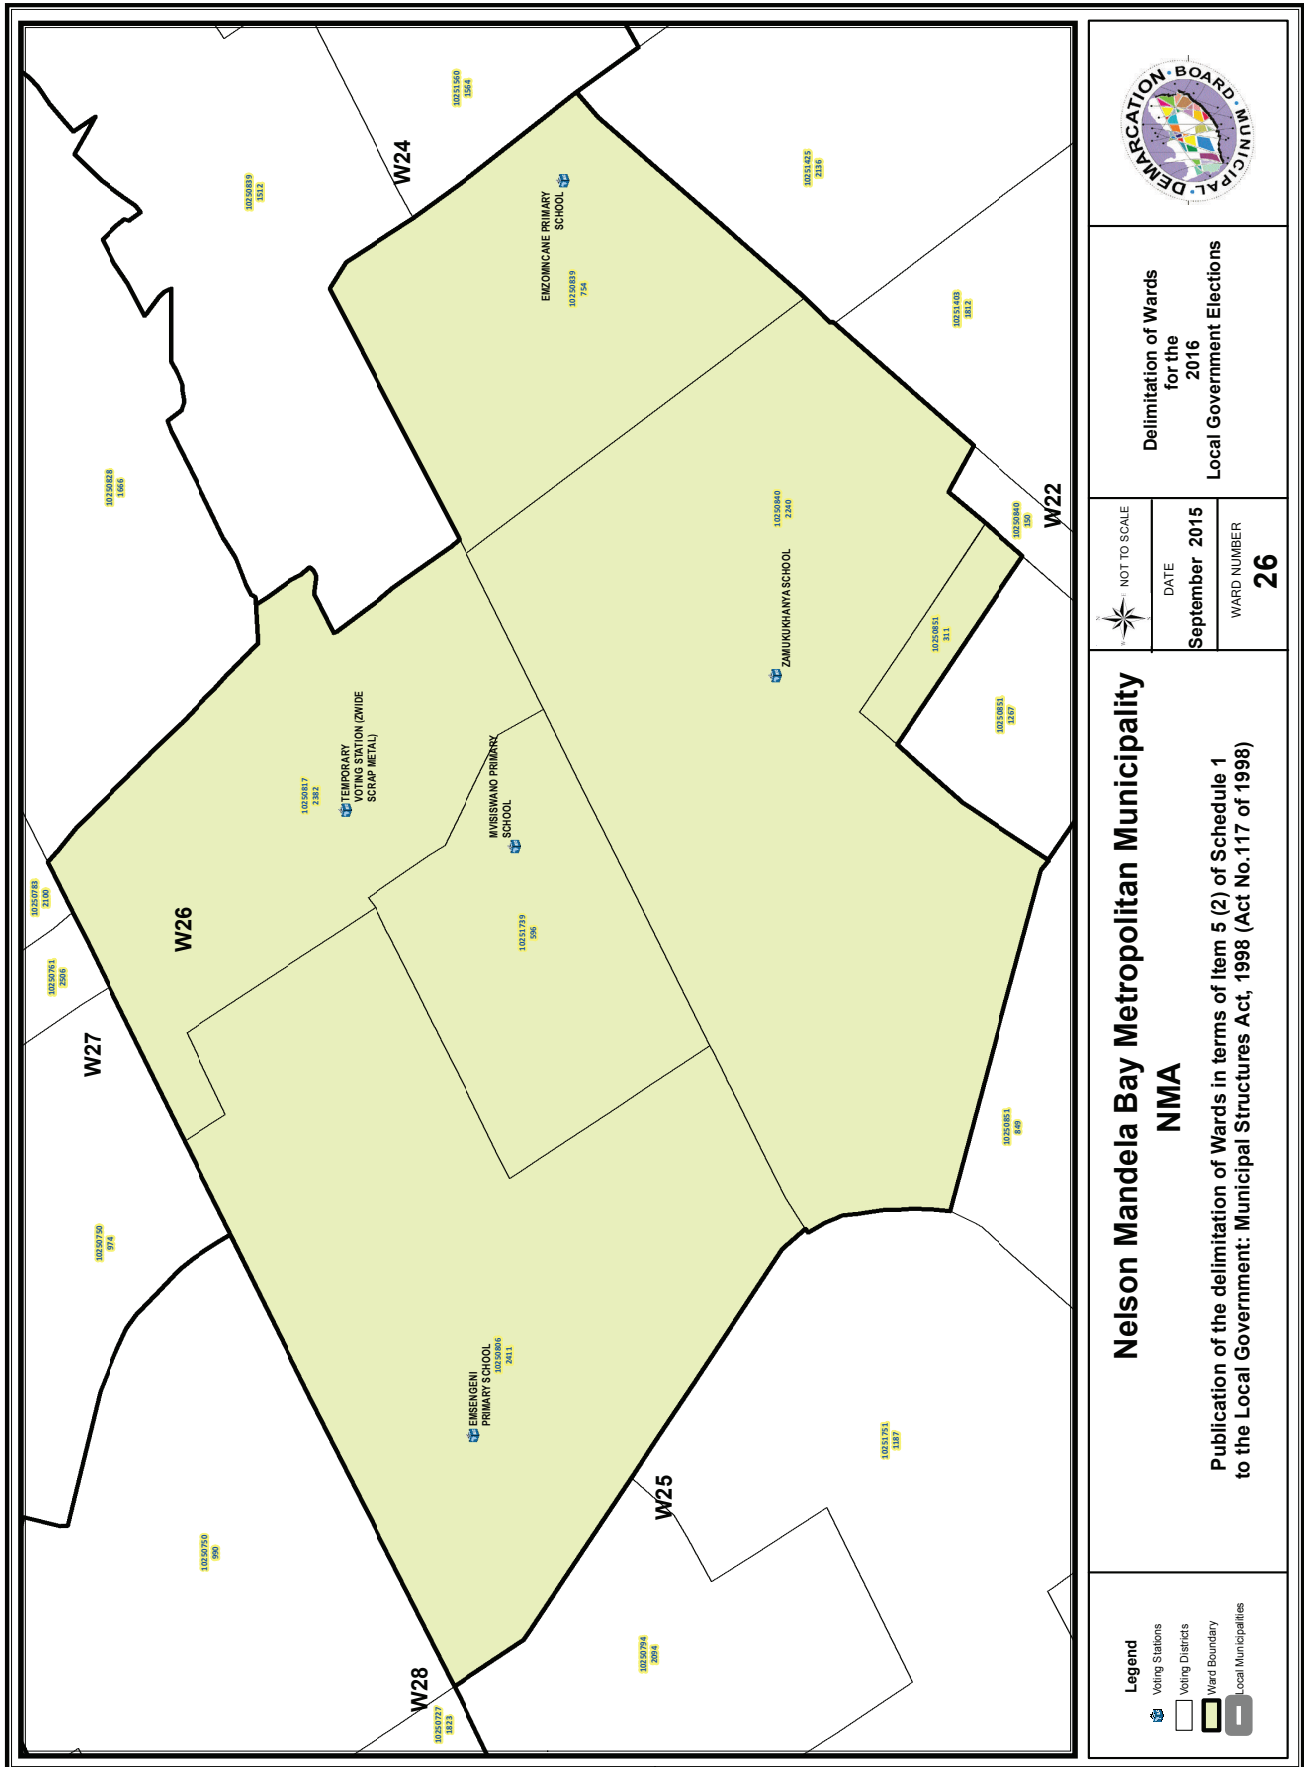 10251560
1564
W24
10250839
1512
10251425
2136
EMZOMNCANE PRIMARY
SCHOOL
10250839
754
10251403
1812
10250828
1666
10250840
2240
10250840
150
W22
ZAMUKUKHANYA SCHOOL
10250851
311
10250851
1267
TEMPORARY
VOTING STATION (ZWIDE
SCRAP METAL)
10250817
2382
MVISISWANO PRIMARY
SCHOOL
10250783
2100
W26
10251739
596
10250761
2506
W27
10250851
849
10250750
974
EMSENGENI
PRIMARY SCHOOL
10250806
2411
10251751
1187
W25
10250750
990
10250794
2094
W28
10250727
1823
Legend
Voting Stations
Voting Districts
Ward Boundary
Local Municipalities
Nelson Mandela Bay Metropolitan Municipality
NMA
Publication of the delimitation of Wards in terms of Item 5 (2) of Schedule 1
to the Local Government: Municipal Structures Act, 1998 (Act No.117 of 1998)
N
W
E
S
NOT TO SCALE
DATE
September 2015
WARD NUMBER
26
Delimitation of Wards
for the
2016
Local Government Elections
MUNICIPAL • DEMARCATION • BOARD •